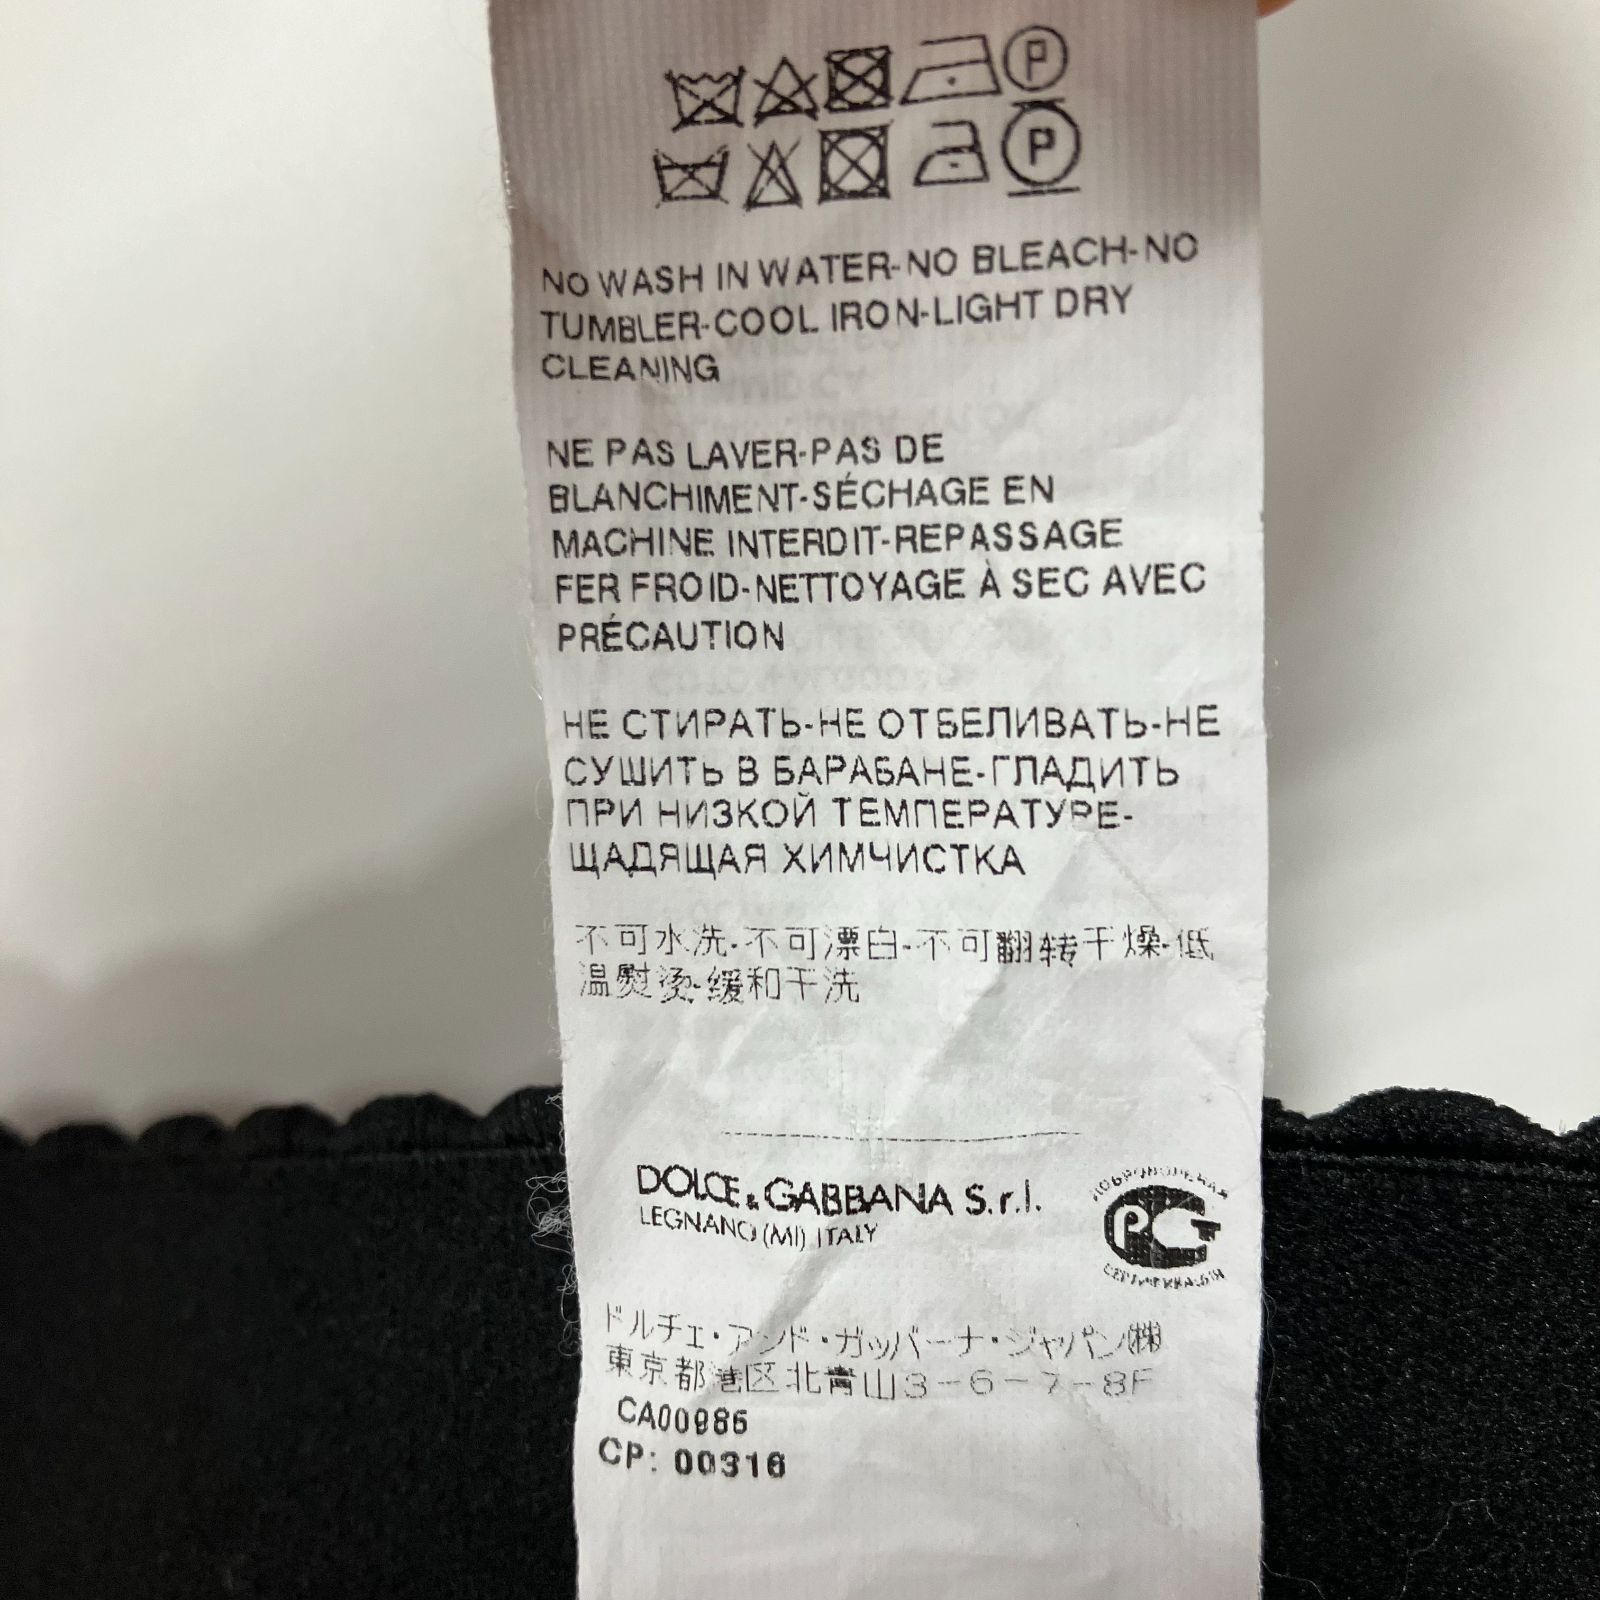 P
P
NO WASH IN WATER-NO BLEACH-NO
TUMBLER-COOL IRON-LIGHT DRY
CLEANING
NE PAS LAVER-PAS DE
BLANCHIMENT-SÉCHAGE EN
MACHINE INTERDIT-REPASSAGE
FER FROID-NETTOYAGE À SEC AVEC
PRÉCAUTION
НЕ СТИРАТЬ-НЕ ОТБЕЛИВАТЬ-НЕ
СУШИТЬ В БАРАБАНЕ-ГЛАДИТЬ
ПРИ НИЗКОЙ ТЕМПЕРАТУРЕ-
ЩАДЯЩАЯ ХИМЧИСТКА
不可水洗-不可漂白-不可翻转干燥-低
温熨烫-缓和干洗
DOLCE & GABBANA S.r.l.
LEGNANO (MI) ITALY
ДОБРОВОЛЬНАЯ
РСТ
СЕРТИФИКАЦИЯ
ドルチェ・アンド・ガッバーナ・ジャパン(株)
東京都港区北青山3-6-7-8F
CA00985
CP: 00316